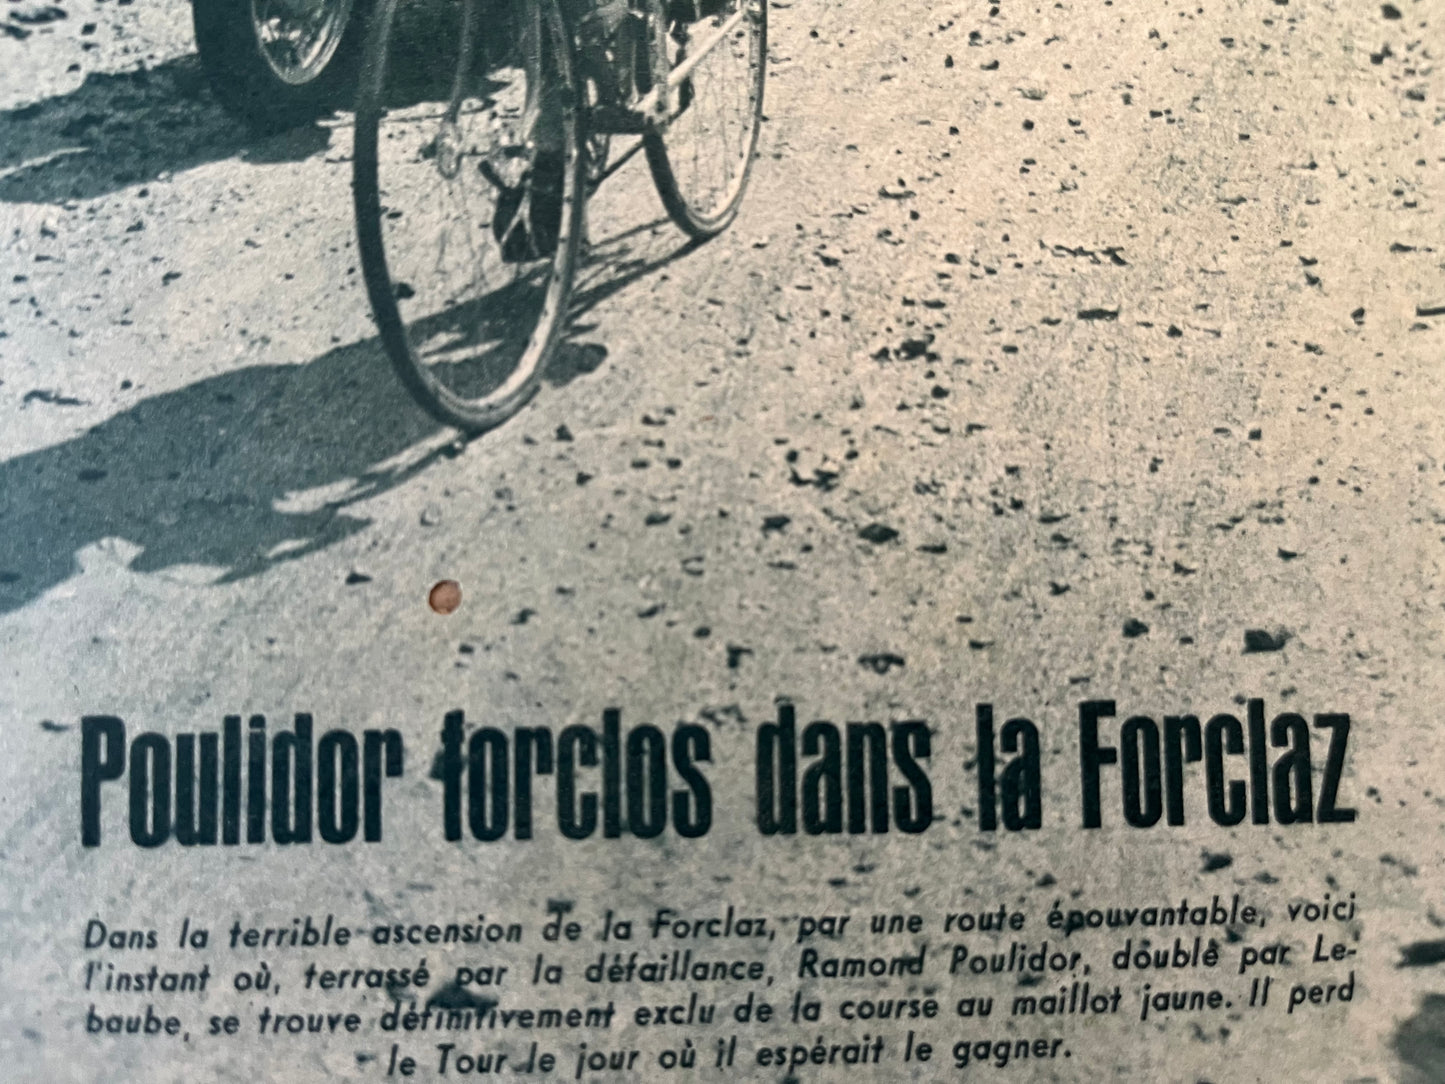 Poulidor forclos dans la Forclaz
Dans la terrible ascension de la Forclaz, par une route épouvantable, voici
l'instant où, terrassé par la défaillance, Ramond Poulidor, doublé par Le-
baube, se trouve définitivement exclu de la course au maillot jaune. Il perd
le Tour le jour où il espérait le gagner.